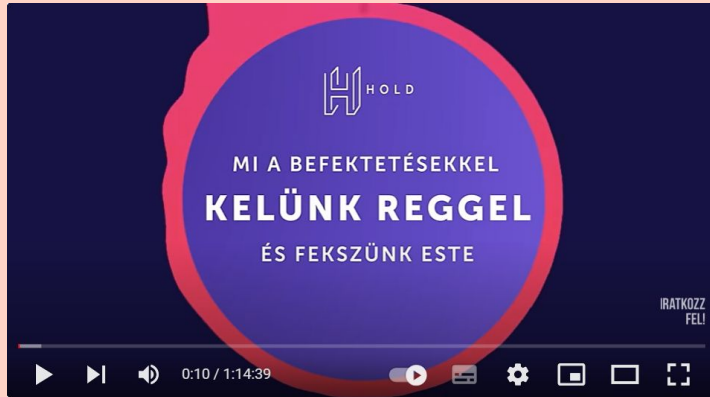 HOLD
MI A BEFEKTETÉSEKKEL
KELÜNK REGGEL
ÉS FEKSZÜNK ESTE
IRATKOZZ
FEL!
0:10 / 1:14:39